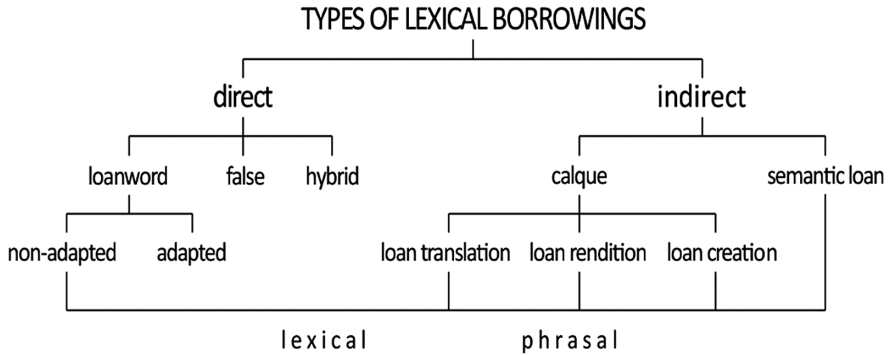 TYPES OF LEXICAL BORROWINGS
direct indirect
loanword false hybrid calque semantic loan
non-adapted adapted loan translation loan rendition loan creation
lexical phrasal